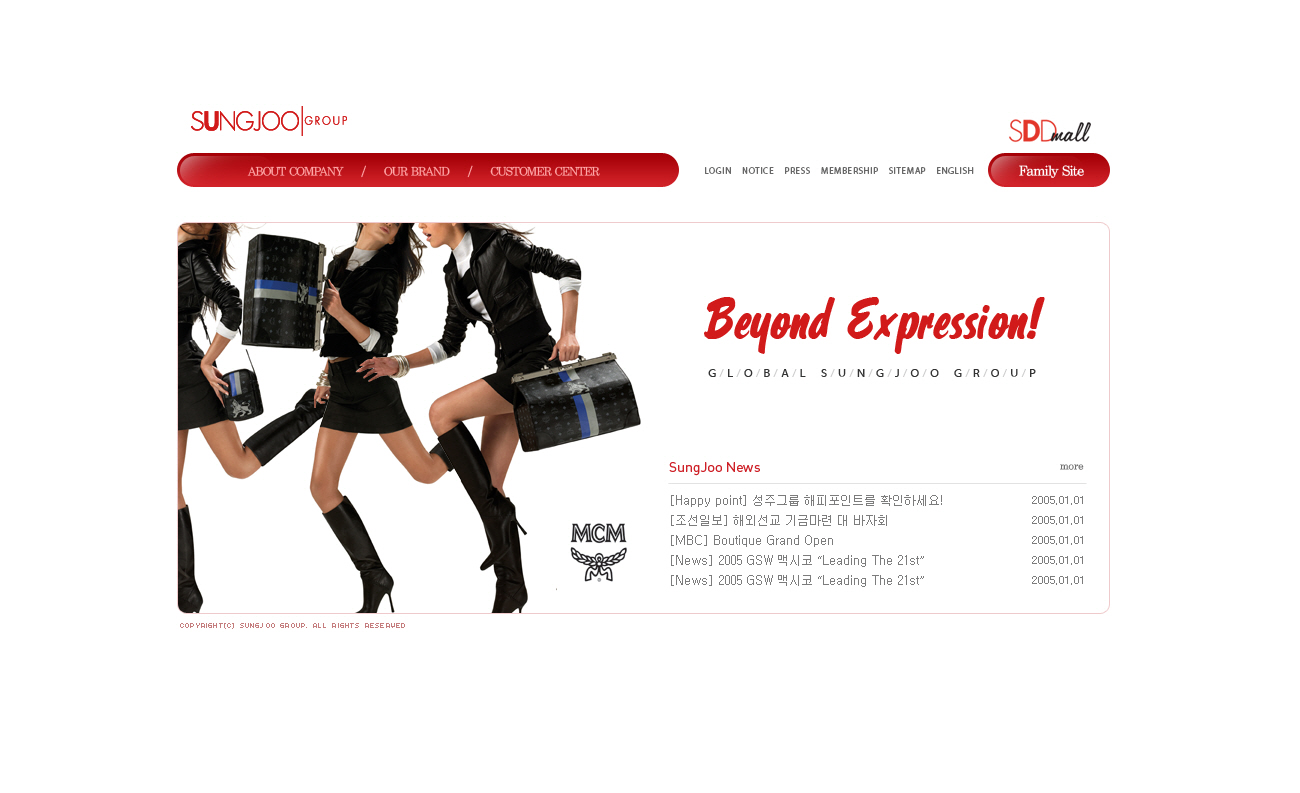 SUNGJOO GROUP
SDDmall
ABOUT COMPANY / OUR BRAND / CUSTOMER CENTER
LOGIN NOTICE PRESS MEMBERSHIP SITEMAP ENGLISH
Family Site
Beyond Expression!
G/L/O/B/A/L S/U/N/G/J/O/O G/R/O/U/P
SungJoo News more
[Happy point] 성주그룹 해피포인트를 확인하세요! 2005.01.01
[조선일보] 해외선교 기금마련 대 바자회 2005.01.01
[MBC] Boutique Grand Open 2005.01.01
[News] 2005 GSW 맥시코 “Leading The 21st” 2005.01.01
[News] 2005 GSW 맥시코 “Leading The 21st” 2005.01.01
MCM
COPYRIGHT(C) SUNGJOO GROUP. ALL RIGHTS RESERVED